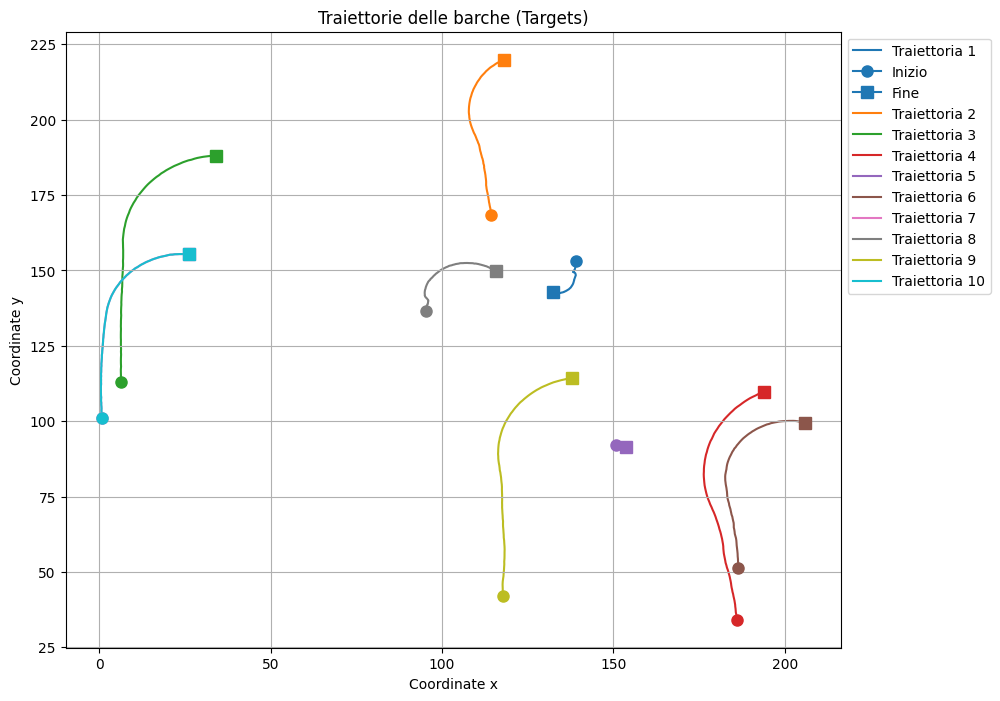 Traiettorie delle barche (Targets)
225
200
175
150
125
100
75
50
25
0
50
100
150
200
Coordinate y
Coordinate x
Traiettoria 1
Inizio
Fine
Traiettoria 2
Traiettoria 3
Traiettoria 4
Traiettoria 5
Traiettoria 6
Traiettoria 7
Traiettoria 8
Traiettoria 9
Traiettoria 10